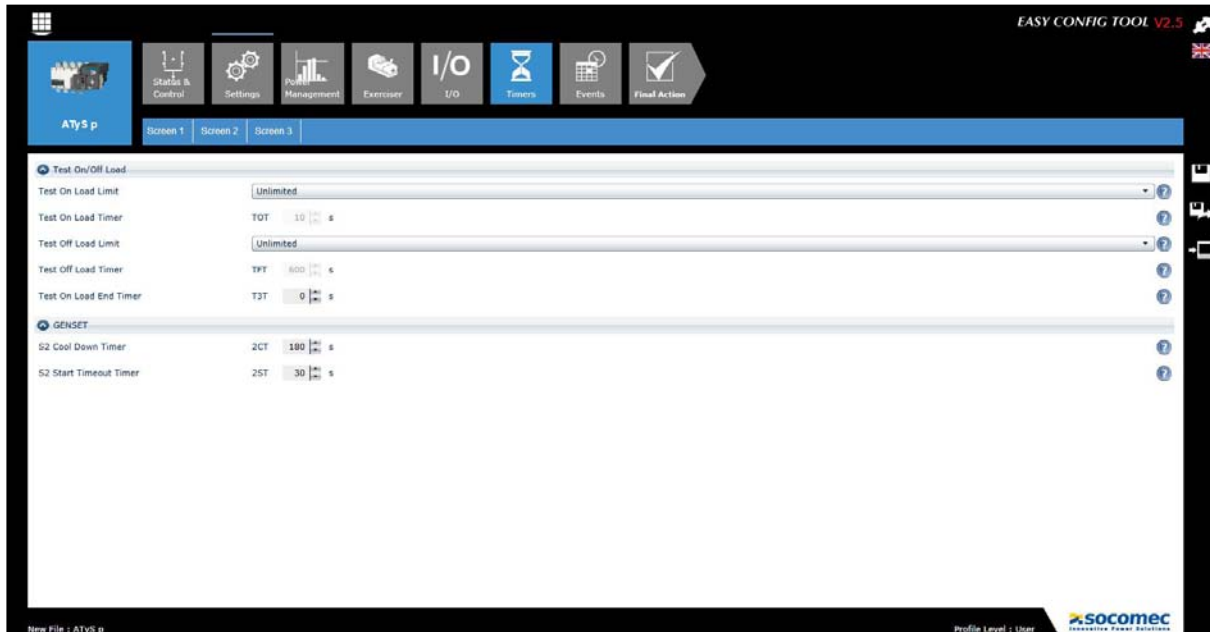 EASY CONFIG TOOL V2.5
Status & Control
Settings
Power Management
Exerciser
I/O
I/O
Timers
Events
Final Action
ATyS p
Screen 1
Screen 2
Screen 3
Test On/Off Load
Test On Load Limit Unlimited
Test On Load Timer TOT 10 s
Test Off Load Limit Unlimited
Test Off Load Timer TFT 600 s
Test On Load End Timer T3T 0 s
GENSET
S2 Cool Down Timer 2CT 180 s
S2 Start Timeout Timer 2ST 30 s
New File : ATyS p
Profile Level : User
socomec
Innovative Power Solutions